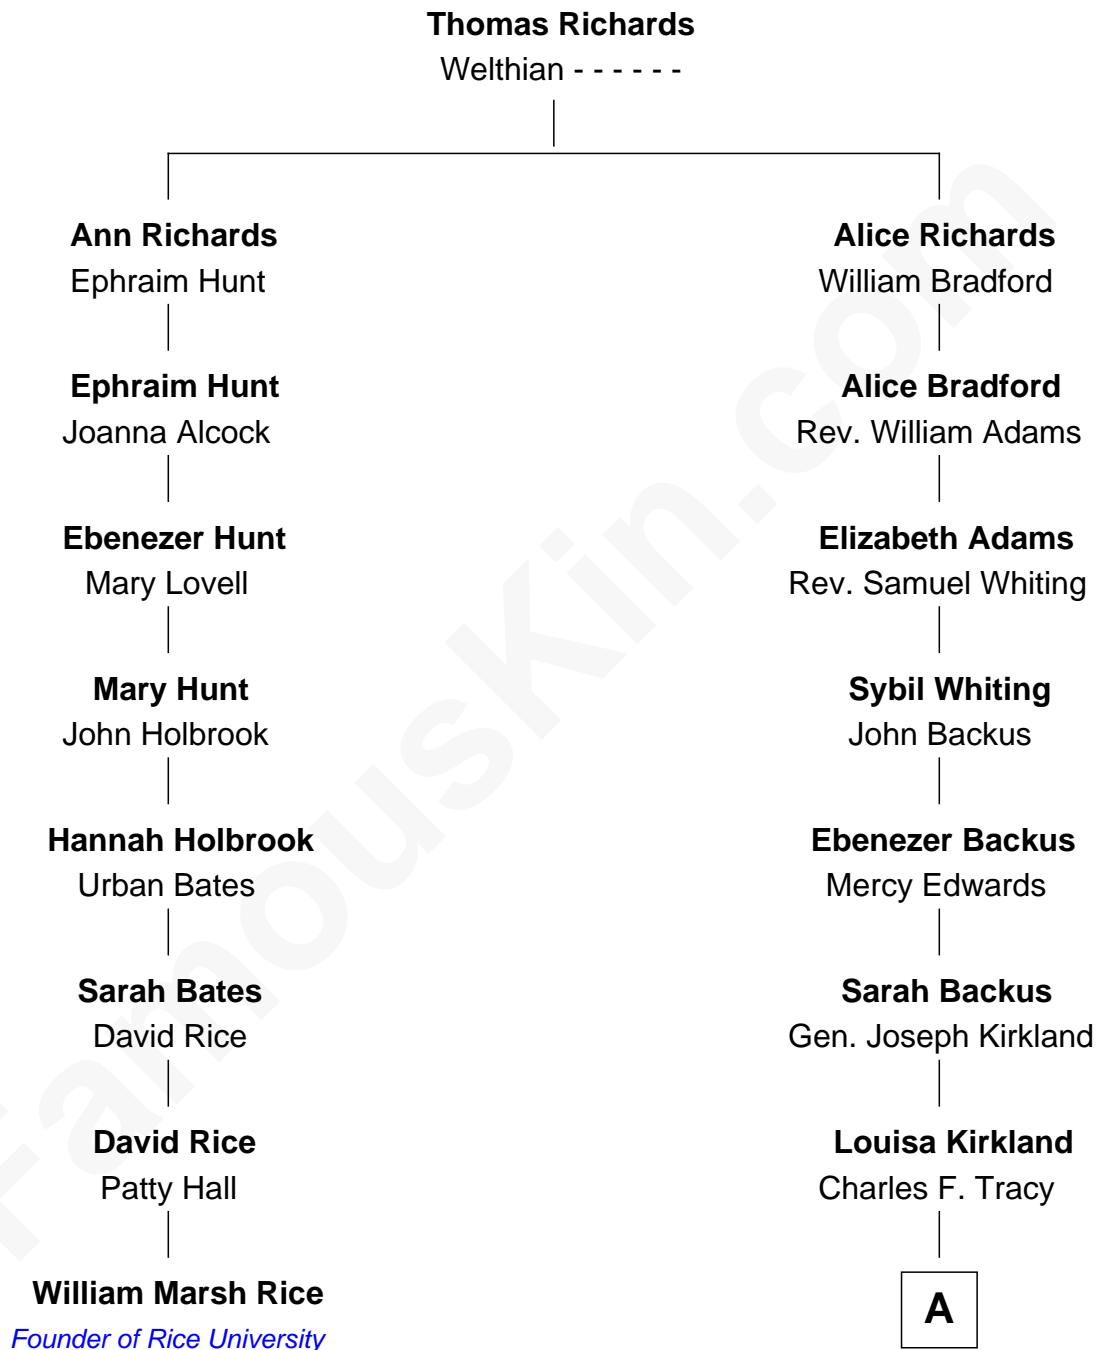 Thomas Richards
Welthian - - - - - -
Ann Richards
Ephraim Hunt
Alice Richards
William Bradford
Ephraim Hunt
Joanna Alcock
Alice Bradford
Rev. William Adams
Ebenezer Hunt
Mary Lovell
Elizabeth Adams
Rev. Samuel Whiting
Mary Hunt
John Holbrook
Sybil Whiting
John Backus
Hannah Holbrook
Urban Bates
Ebenezer Backus
Mercy Edwards
Sarah Bates
David Rice
Sarah Backus
Gen. Joseph Kirkland
David Rice
Patty Hall
Louisa Kirkland
Charles F. Tracy
William Marsh Rice
Founder of Rice University
A
FamousKin.com